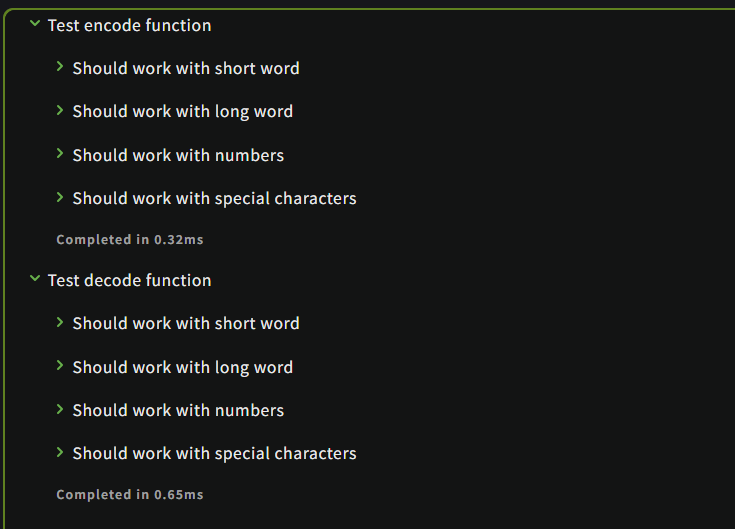 Test encode function
Should work with short word
Should work with long word
Should work with numbers
Should work with special characters
Completed in 0.32ms
Test decode function
Should work with short word
Should work with long word
Should work with numbers
Should work with special characters
Completed in 0.65ms